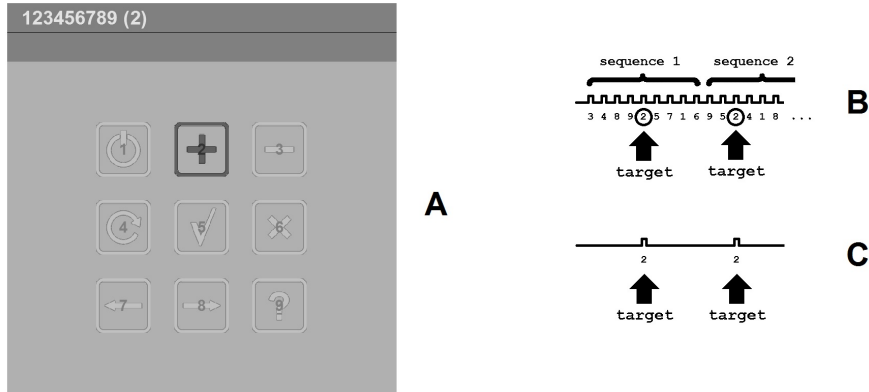 123456789 (2)
1 2 3
4 5 6
7 8 9
A
sequence 1 sequence 2
3 4 8 9 2 5 7 1 6 9 5 2 4 1 8 ...
target target
B
2 2
target target
C